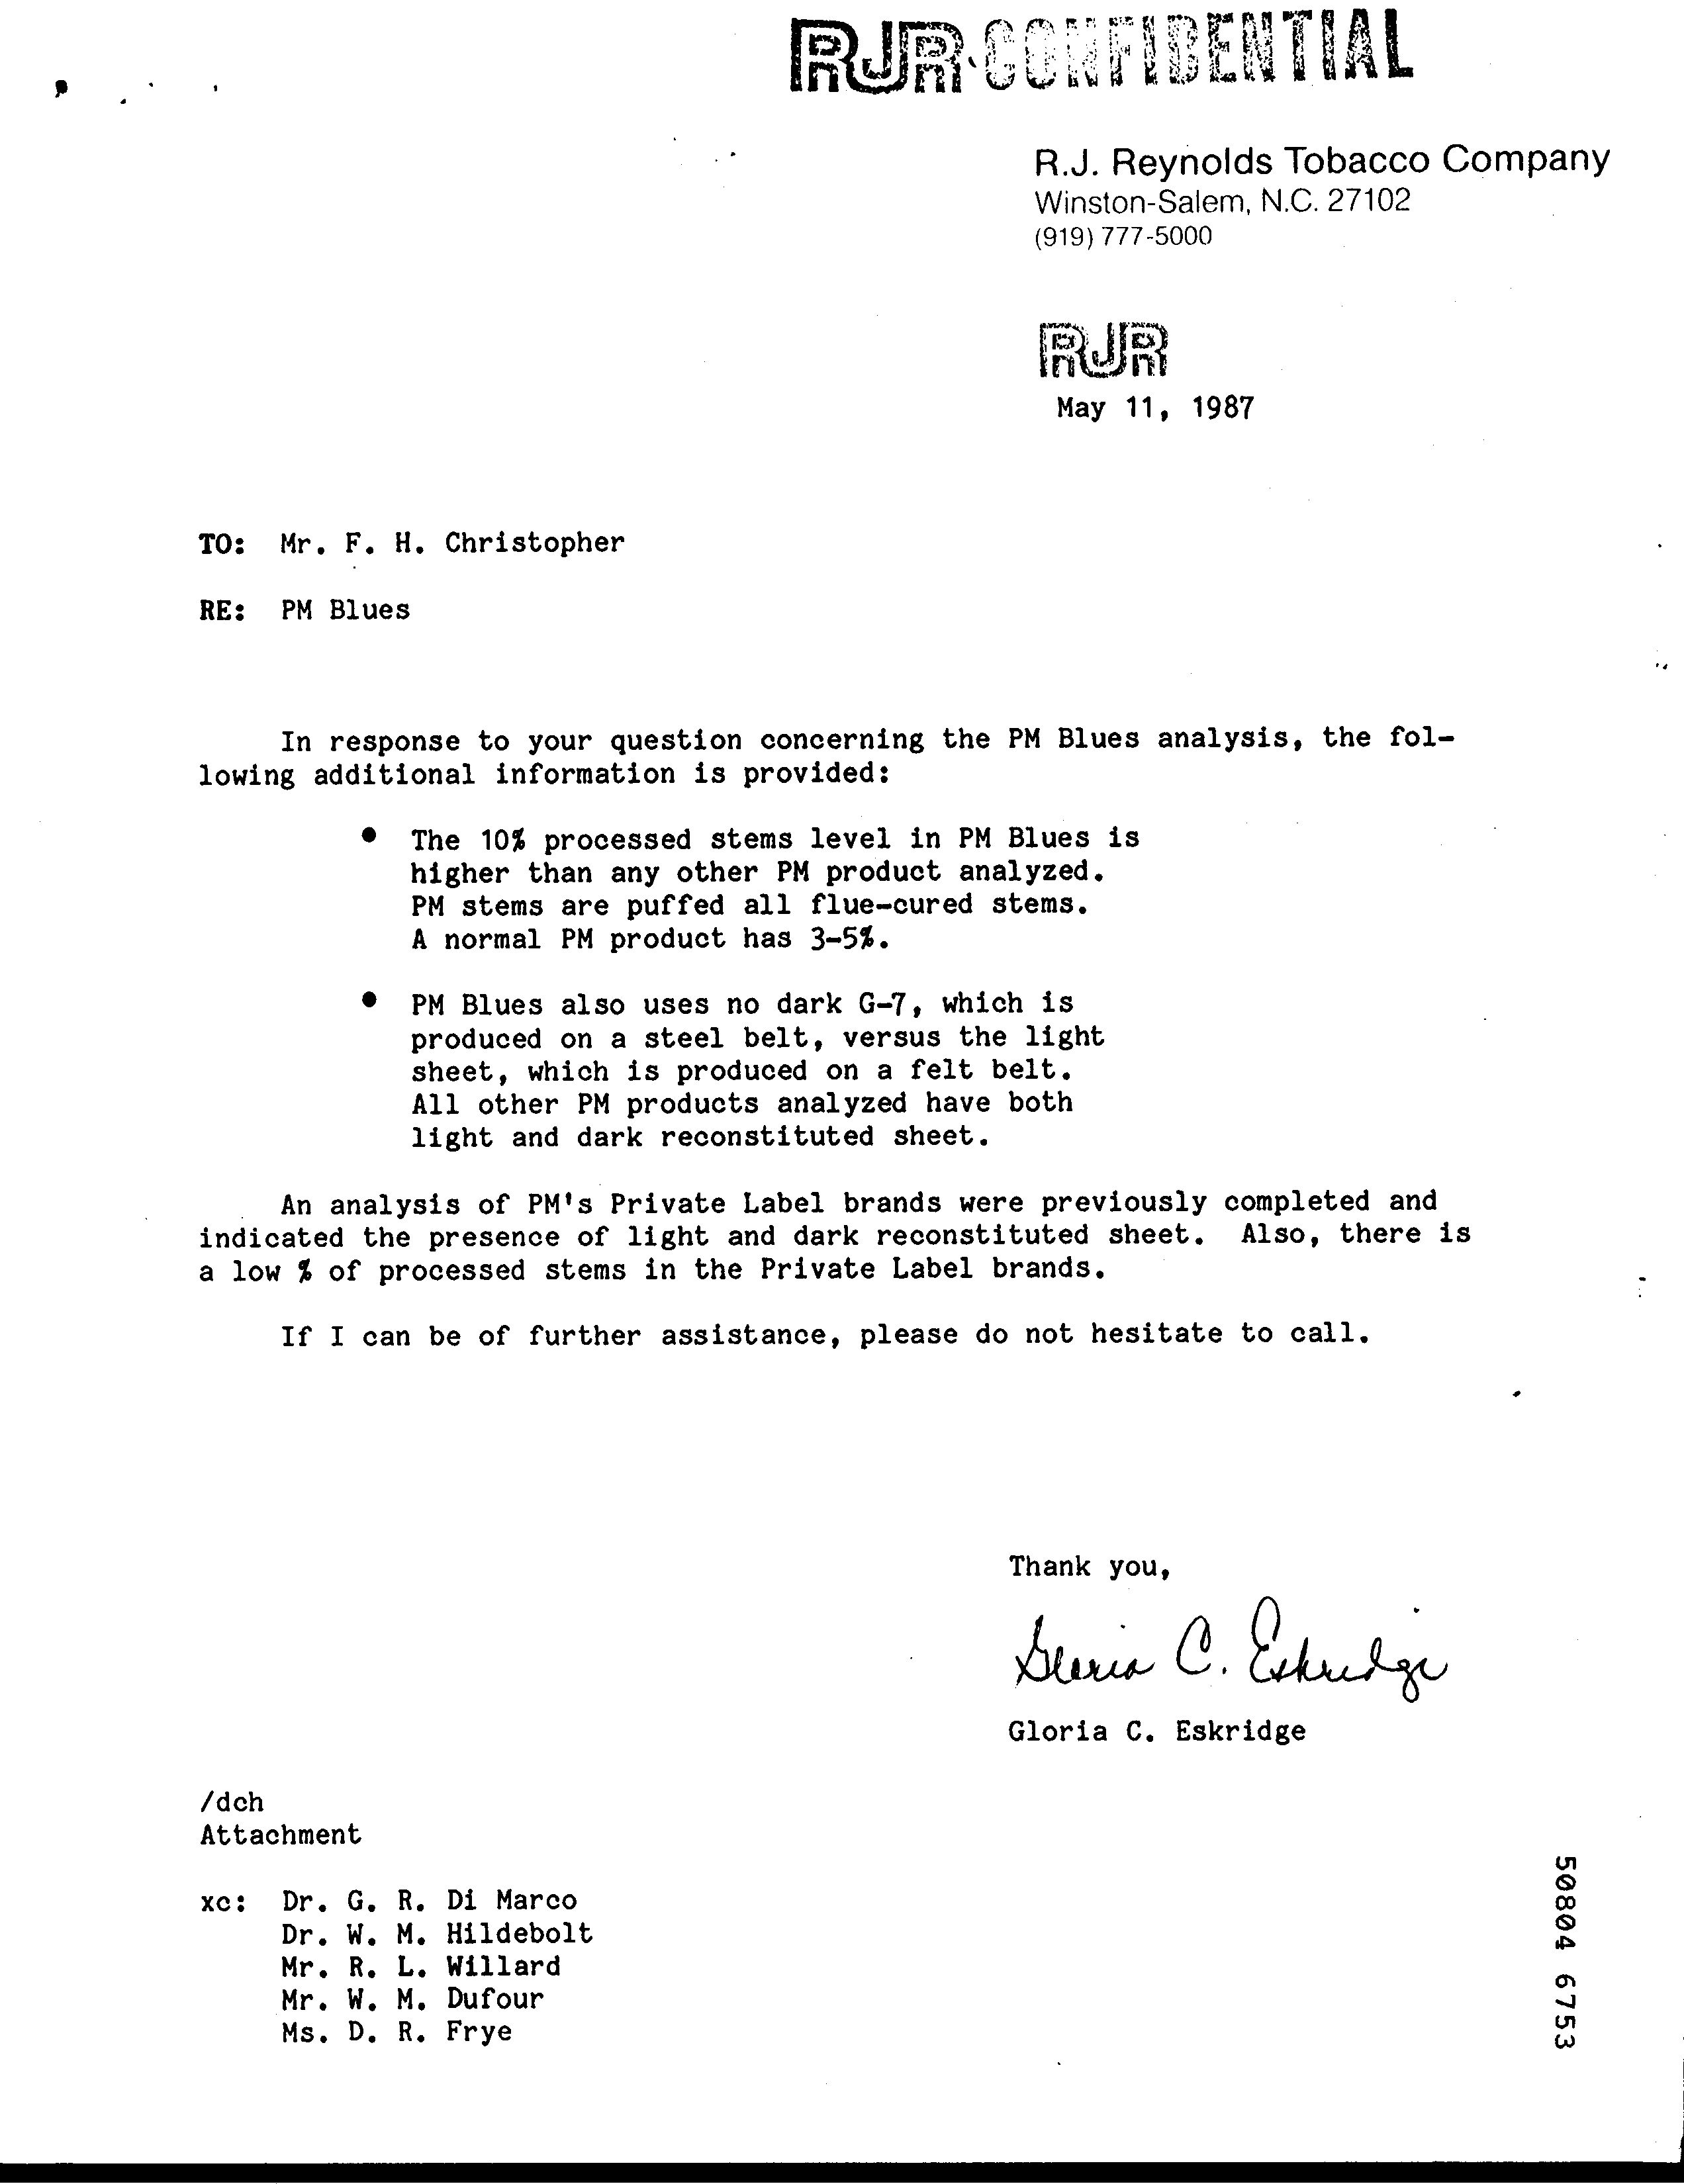 RJR CONFIDENTIAL
R.J. Reynolds Tobacco Company
Winston-Salem, N.C. 27102
(919) 777-5000
RJR
May 11, 1987
TO: Mr. F. H. Christopher
RE: PM Blues
In response to your question concerning the PM Blues analysis, the fol-
lowing additional information is provided:
• The 10% processed stems level in PM Blues is
higher than any other PM product analyzed.
PM stems are puffed all flue-cured stems.
A normal PM product has 3-5%.
• PM Blues also uses no dark G-7, which is
produced on a steel belt, versus the light
sheet, which is produced on a felt belt.
All other PM products analyzed have both
light and dark reconstituted sheet.
An analysis of PM's Private Label brands were previously completed and
indicated the presence of light and dark reconstituted sheet. Also, there is
a low % of processed stems in the Private Label brands.
If I can be of further assistance, please do not hesitate to call.
Thank you,
Gloria C. Eskridge
Gloria C. Eskridge
/dch
Attachment
xc: Dr. G. R. Di Marco
Dr. W. M. Hildebolt
Mr. R. L. Willard
Mr. W. M. Dufour
Ms. D. R. Frye
50804 6753